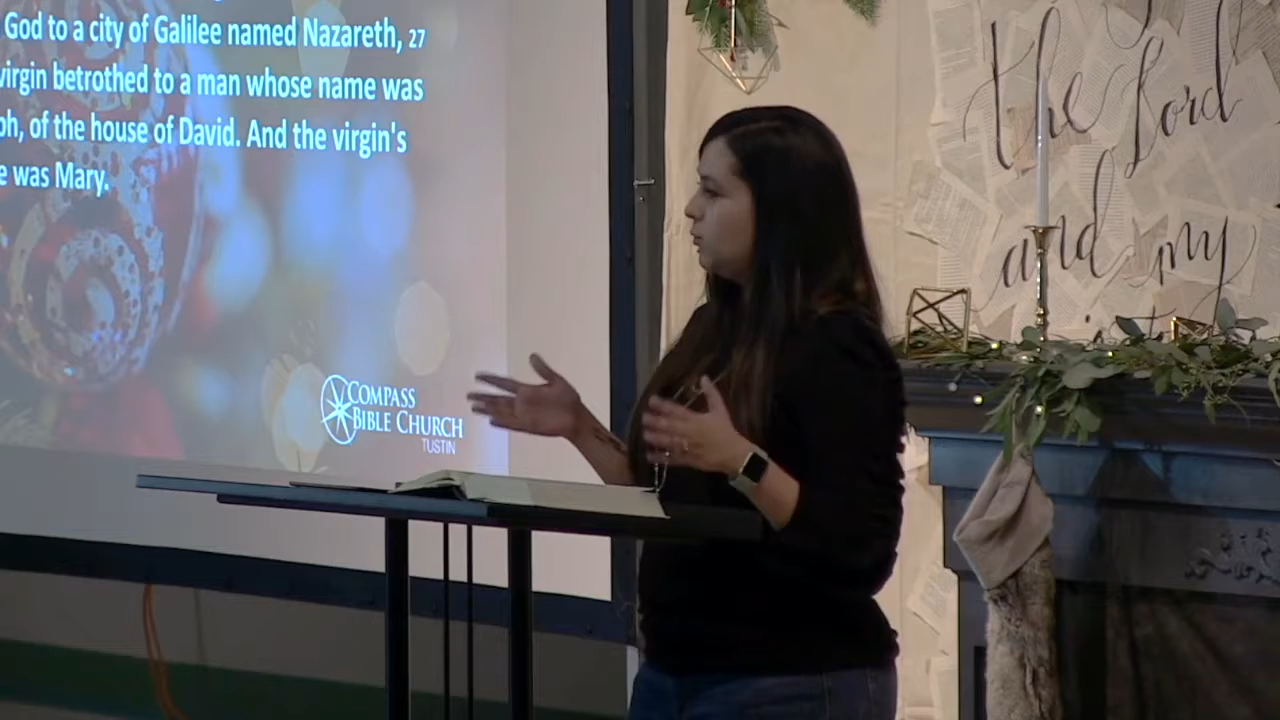 God to a city of Galilee named Nazareth, 27
virgin betrothed to a man whose name was
ph, of the house of David. And the virgin's
e was Mary.
COMPASS
BIBLE CHURCH
TUSTIN
the Lord
and my